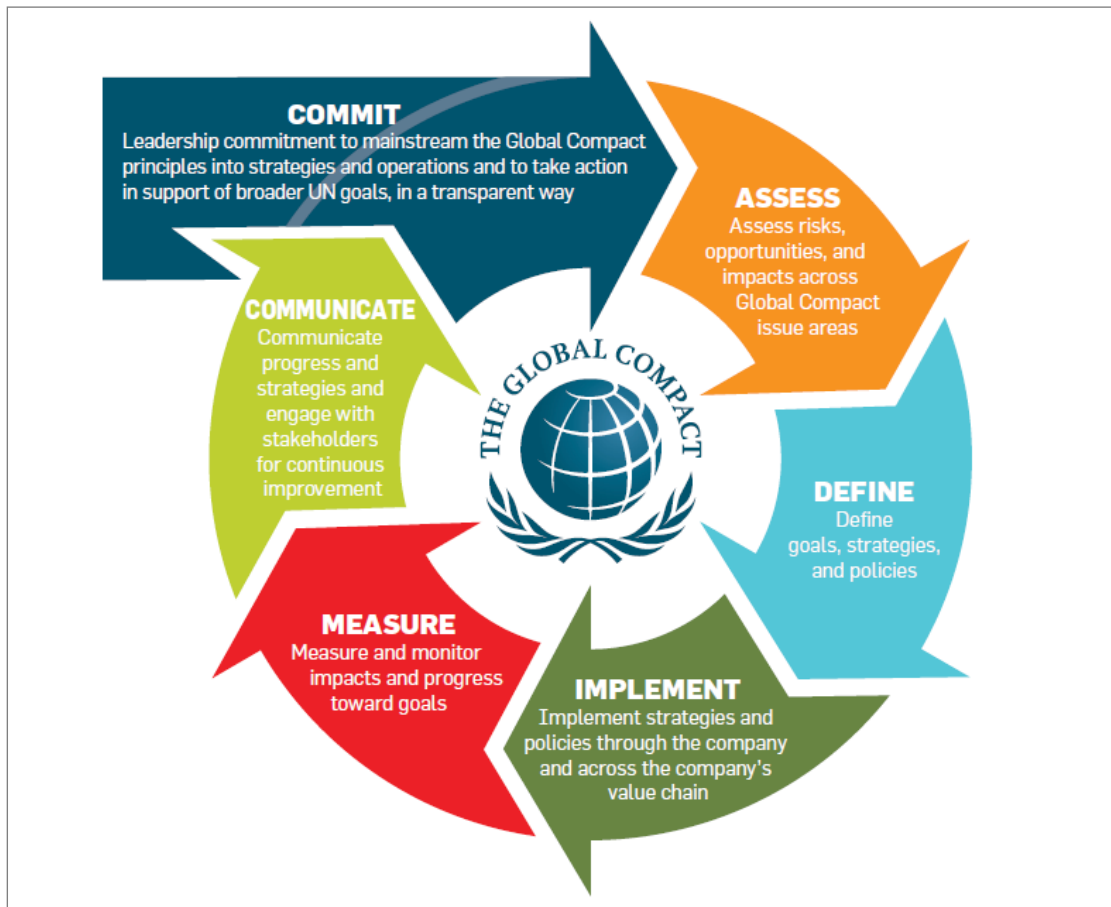 COMMIT
Leadership commitment to mainstream the Global Compact
principles into strategies and operations and to take action
in support of broader UN goals, in a transparent way
ASSESS
Assess risks,
opportunities, and
impacts across
Global Compact
issue areas
DEFINE
Define
goals, strategies,
and policies
IMPLEMENT
Implement strategies and
policies through the company
and across the company's
value chain
MEASURE
Measure and monitor
impacts and progress
toward goals
COMMUNICATE
Communicate
progress and
strategies and
engage with
stakeholders
for continuous
improvement
THE GLOBAL COMPACT